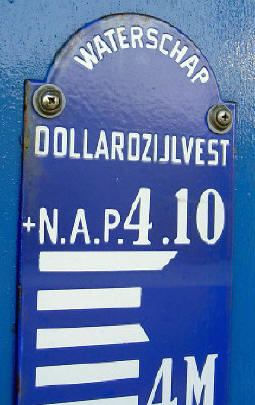 WATERSCHAP
DOLLARDZIJLVEST
+N.A.P. 4.10
4M